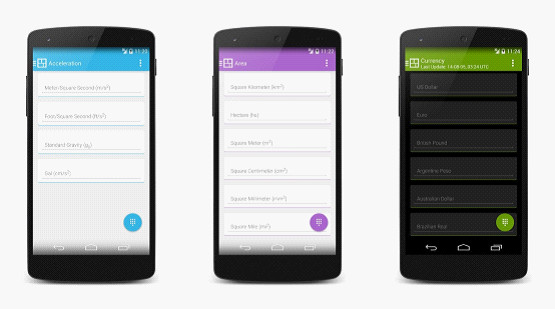 11:20
Acceleration
Meter/Square Second (m/s²)
Foot/Square Second (ft/s²)
Standard Gravity (g₀)
Gal (cm/s²)
11:22
Area
Square Kilometer (km²)
Hectare (ha)
Square Meter (m²)
Square Centimeter (cm²)
Square Millimeter (mm²)
Square Mile (mi²)
11:24
Currency
Last Update: 14-08-05, 03:24 UTC
US Dollar
Euro
British Pound
Argentine Peso
Australian Dollar
Brazilian Real